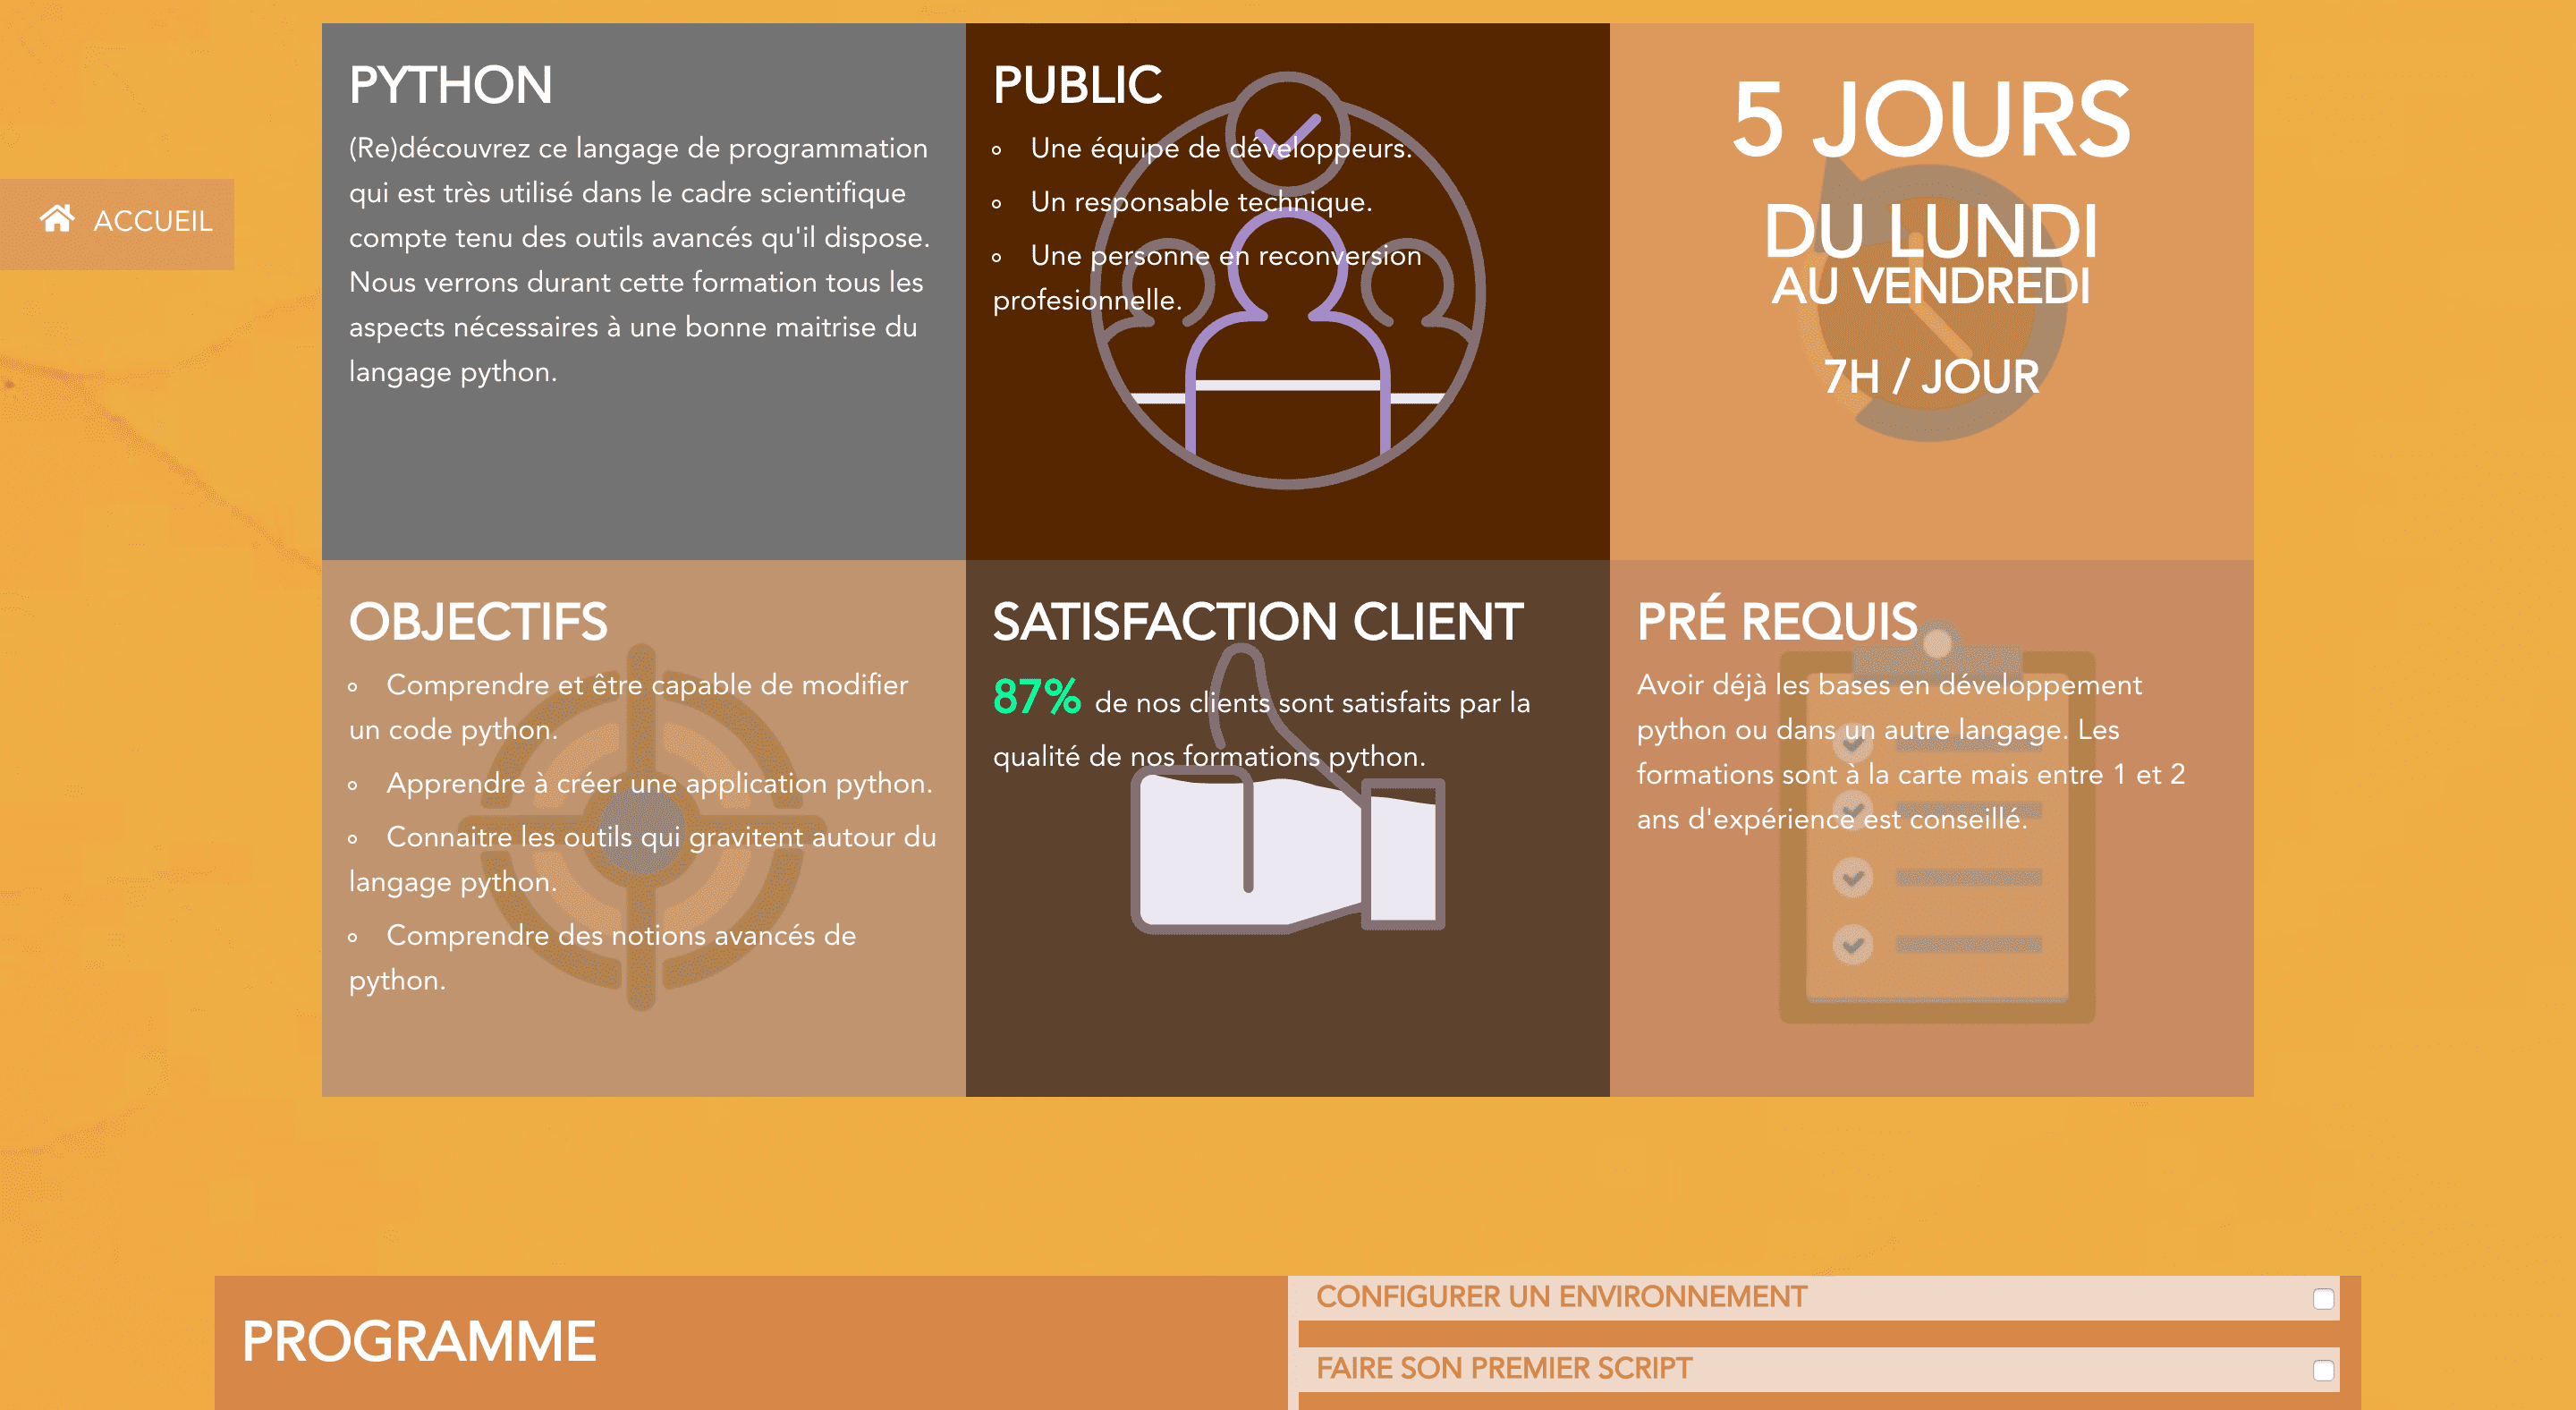 ACCUEIL
PYTHON
(Re)découvrez ce langage de programmation
qui est très utilisé dans le cadre scientifique
compte tenu des outils avancés qu'il dispose.
Nous verrons durant cette formation tous les
aspects nécessaires à une bonne maitrise du
langage python.
PUBLIC
Une équipe de développeurs.
Un responsable technique.
Une personne en reconversion
profesionnelle.
5 JOURS
DU LUNDI
AU VENDREDI
7H / JOUR
OBJECTIFS
Comprendre et être capable de modifier
un code python.
Apprendre à créer une application python.
Connaitre les outils qui gravitent autour du
langage python.
Comprendre des notions avancés de
python.
SATISFACTION CLIENT
87% de nos clients sont satisfaits par la
qualité de nos formations python.
PRÉ REQUIS
Avoir déjà les bases en développement
python ou dans un autre langage. Les
formations sont à la carte mais entre 1 et 2
ans d'expérience est conseillé.
PROGRAMME
CONFIGURER UN ENVIRONNEMENT
FAIRE SON PREMIER SCRIPT